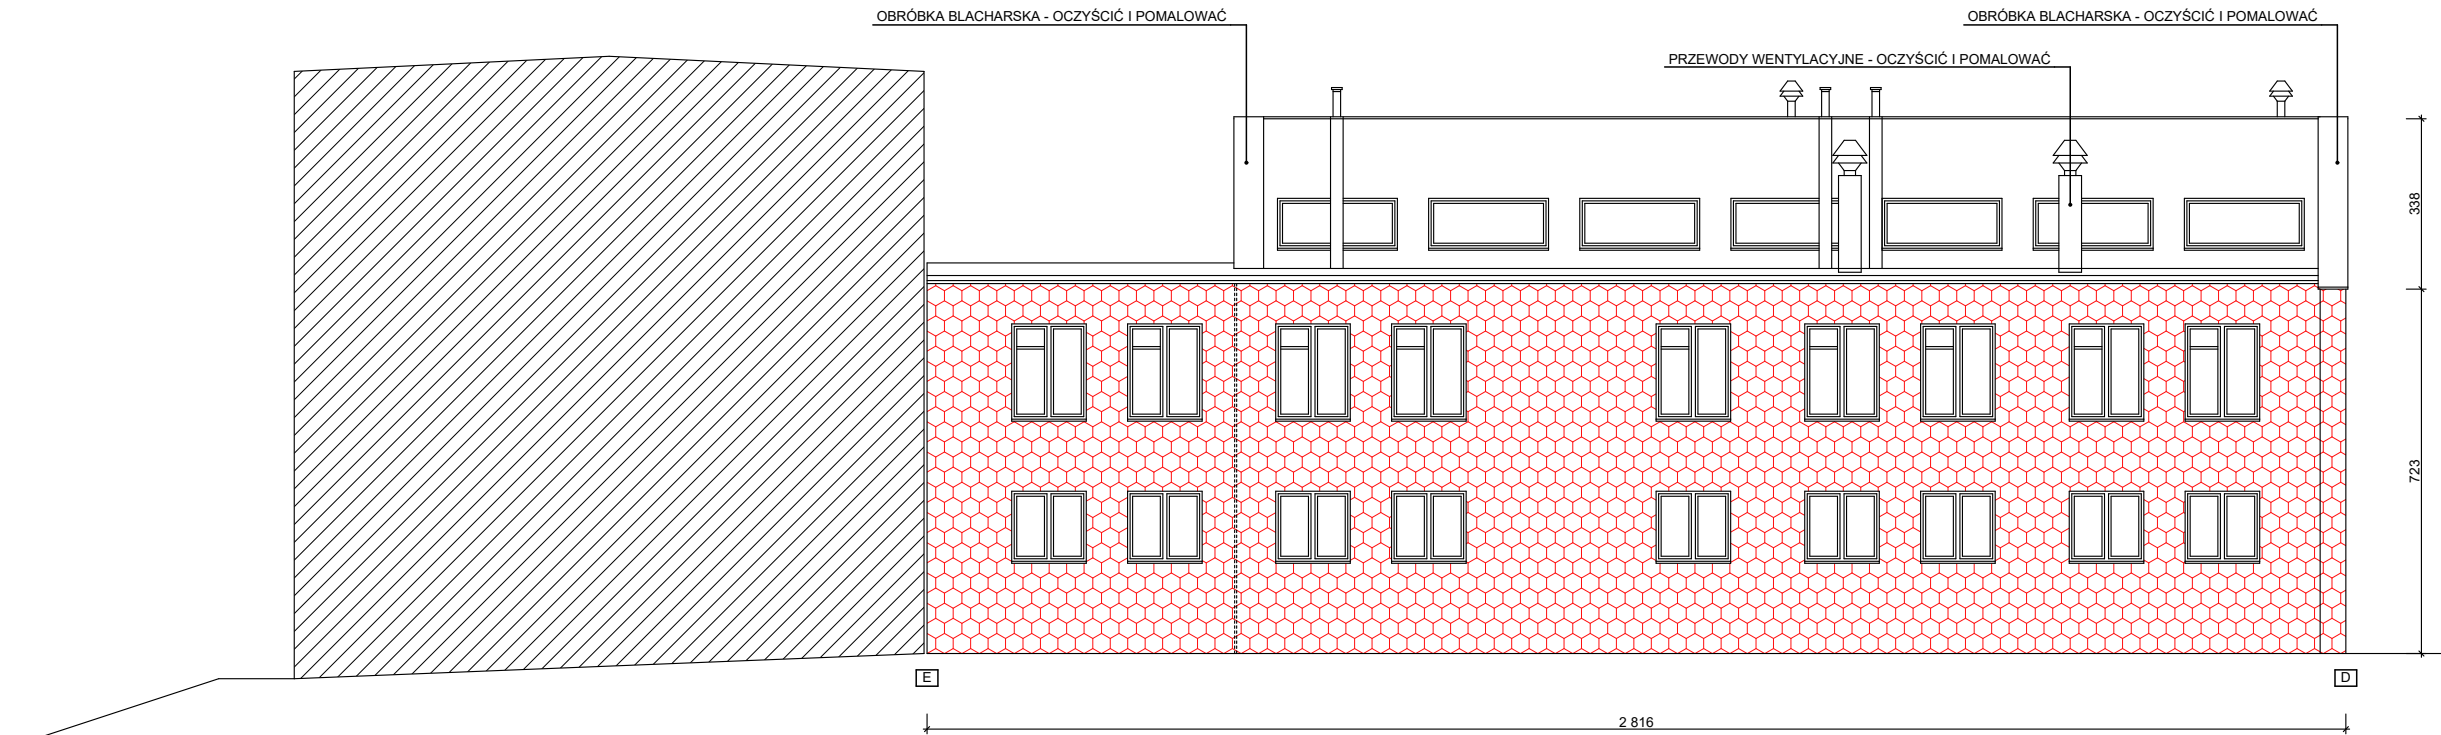 OBRÓBKA BLACHARSKA - OCZYŚCIĆ I POMALOWAĆ
OBRÓBKA BLACHARSKA - OCZYŚCIĆ I POMALOWAĆ
PRZEWODY WENTYLACYJNE - OCZYŚCIĆ I POMALOWAĆ
338
723
E
D
2 816